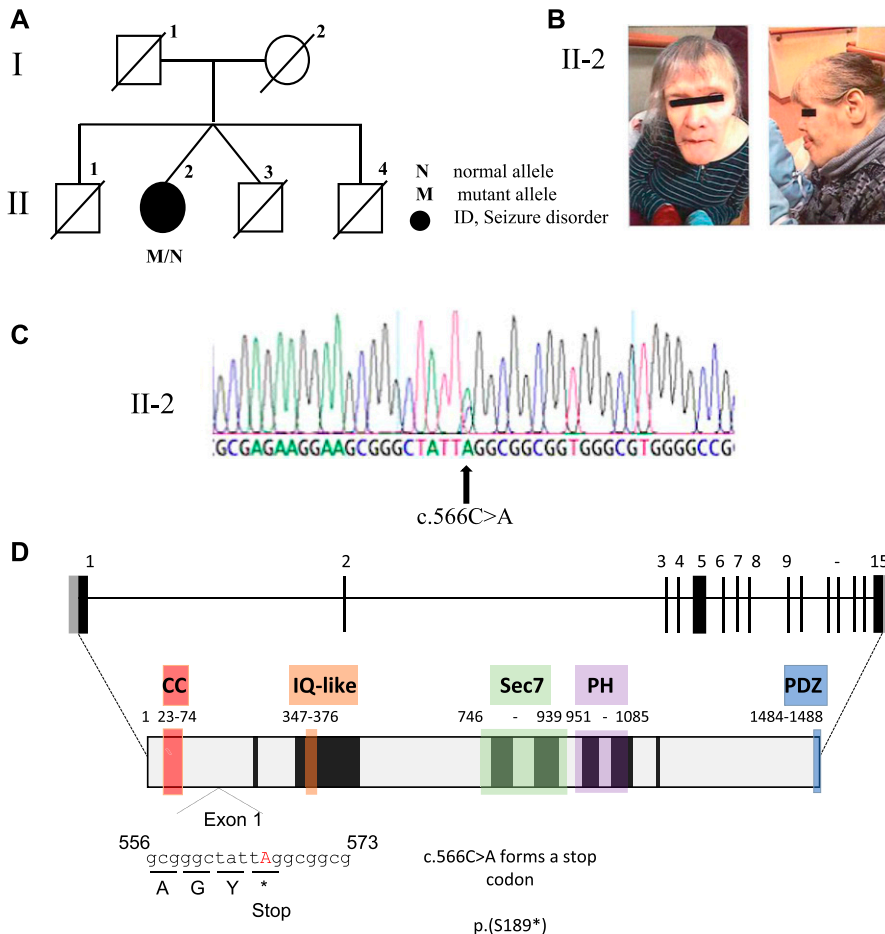 A
I
1
2
II
1
2
3
4
M/N
N normal allele
M mutant allele
ID, Seizure disorder
B
II-2
C
II-2
GCGAGAAGGAAGCGGGCTATTAGGCGGCGGTGGGCGTGGGGCCG
c.566C>A
D
1 2 3 4 5 6 7 8 9 - 15
CC IQ-like Sec7 PH PDZ
1 23-74 347-376 746 - 939 951 - 1085 1484-1488
Exon 1
556 573
gcgggctattAggcggcg
A G Y *
Stop
c.566C>A forms a stop
codon
p.(S189*)